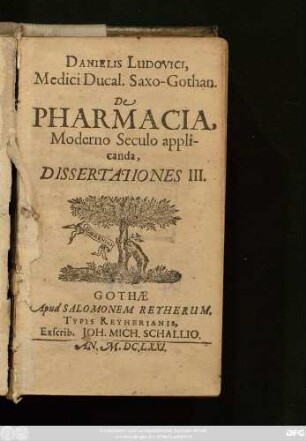 DANIELIS LUDOVICI,
Medici Ducal. Saxo-Gothan.
De
PHARMACIA,
Moderno Seculo appli-
canda,
DISSERTATIONES III.
GOTHÆ
Apud SALOMONEM REYHERUM.
TYPIS REYHERIANIS,
Exscrib. JOH. MICH. SCHALLIO.
AN. M. DC. LXXI.